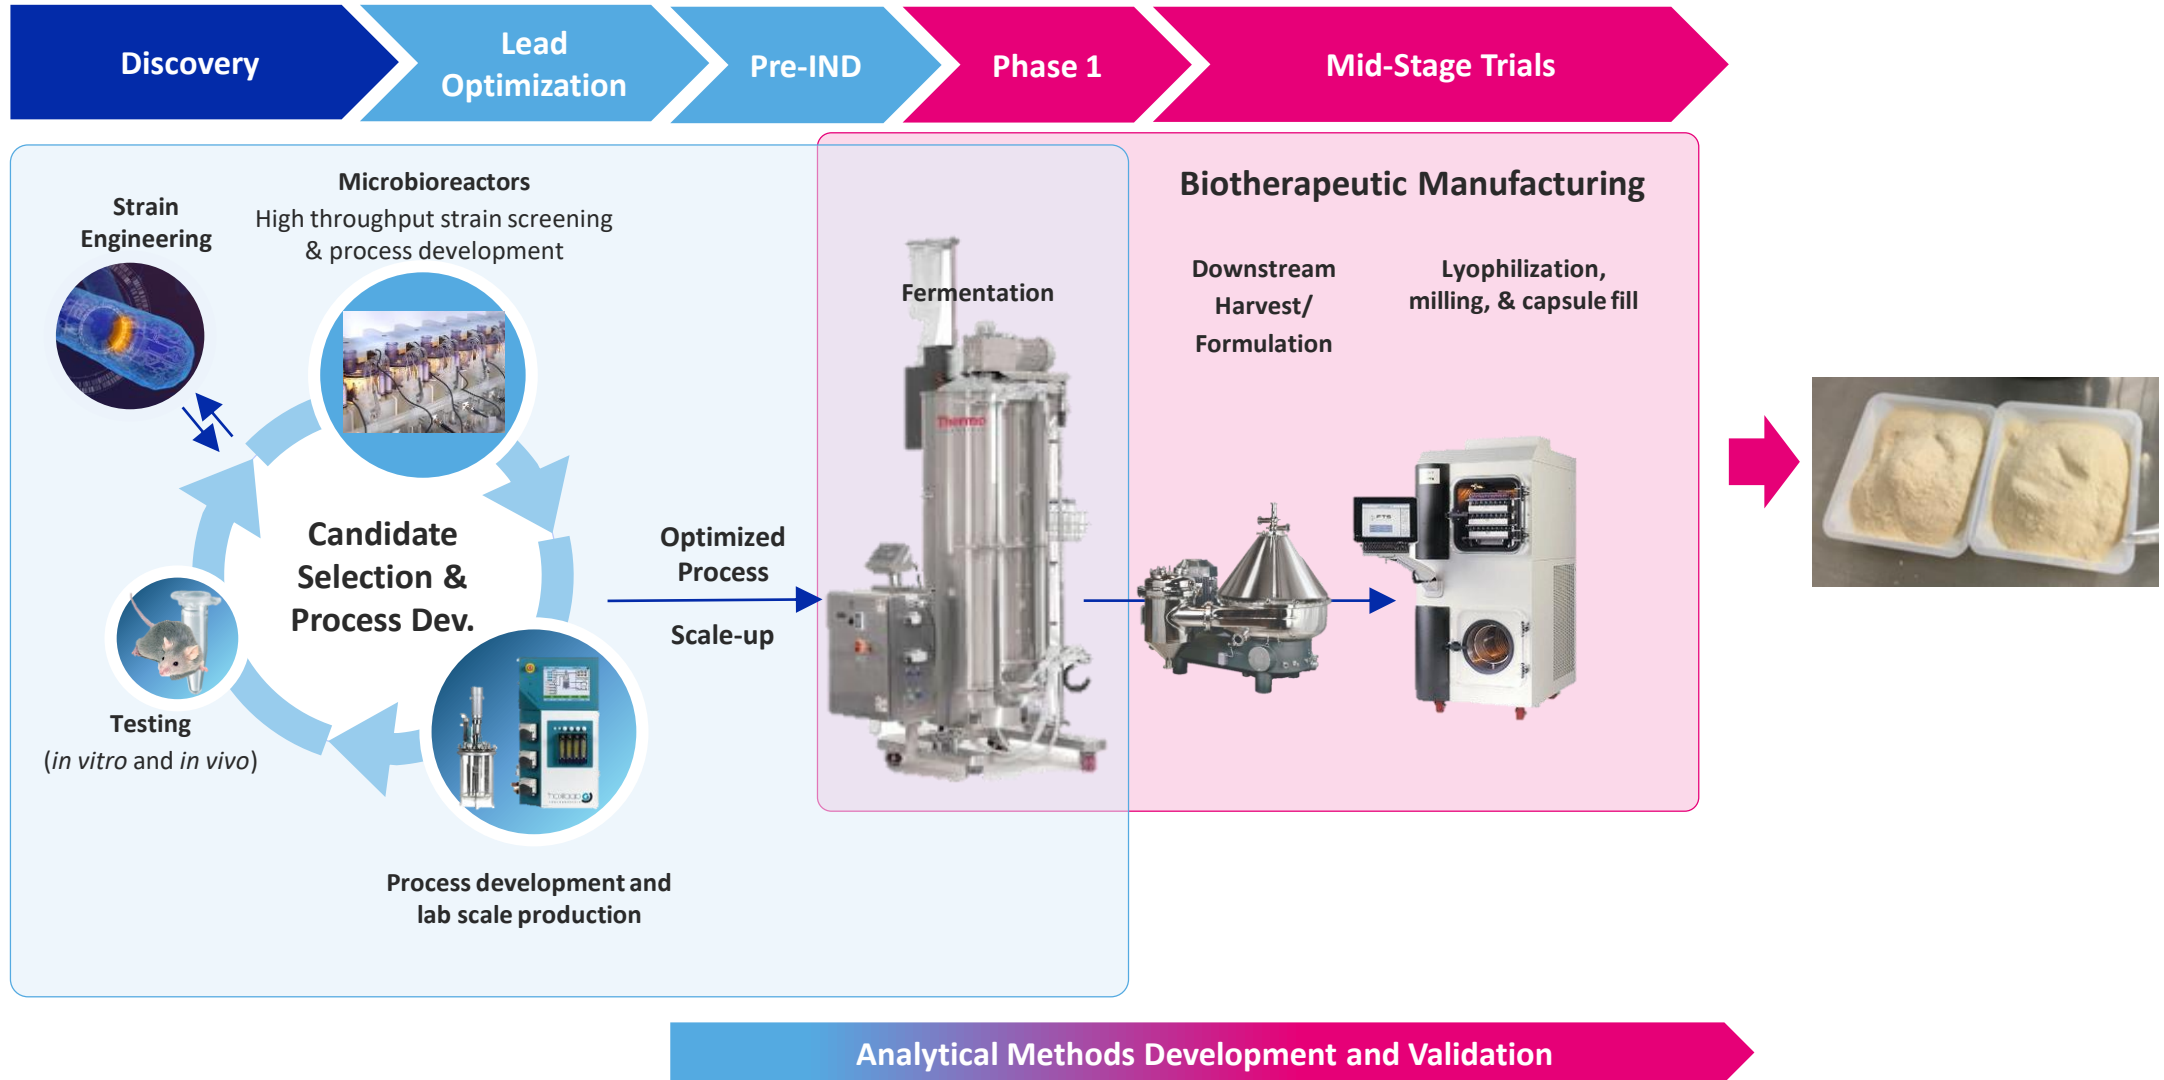 Discovery
Lead
Optimization
Pre-IND
Phase 1
Mid-Stage Trials
Strain
Engineering
Microbioreactors
High throughput strain screening
& process development
Candidate
Selection &
Process Dev.
Testing
(in vitro and in vivo)
Process development and
lab scale production
Optimized
Process
Scale-up
Biotherapeutic Manufacturing
Fermentation
Thermo
Downstream
Harvest/
Formulation
Lyophilization,
milling, & capsule fill
FTS
Analytical Methods Development and Validation